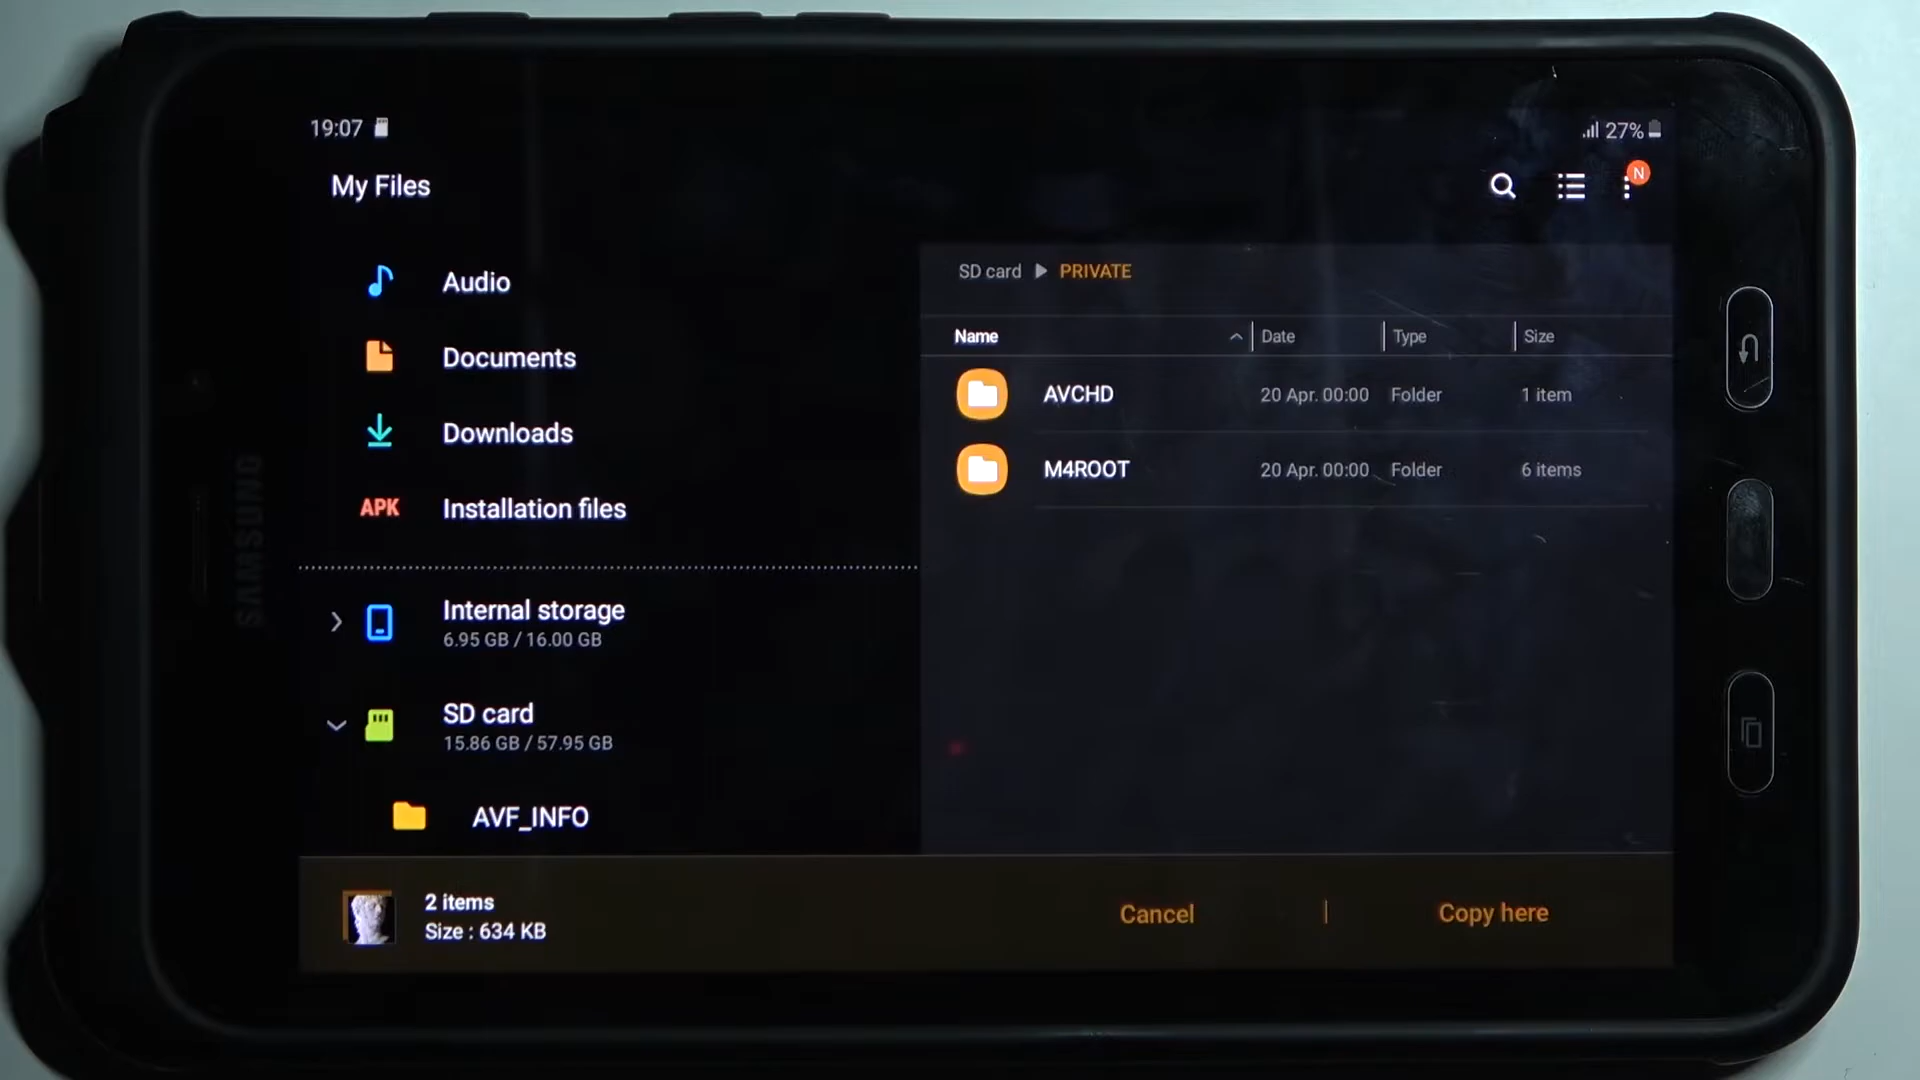 19:07
27%
My Files
N
Audio
Documents
Downloads
APK Installation files
Internal storage
6.95 GB / 16.00 GB
SD card
15.86 GB / 57.95 GB
AVF_INFO
SD card ▶ PRIVATE
Name Date Type Size
AVCHD 20 Apr. 00:00 Folder 1 item
M4ROOT 20 Apr. 00:00 Folder 6 items
2 items
Size : 634 KB
Cancel | Copy here
SAMSUNG